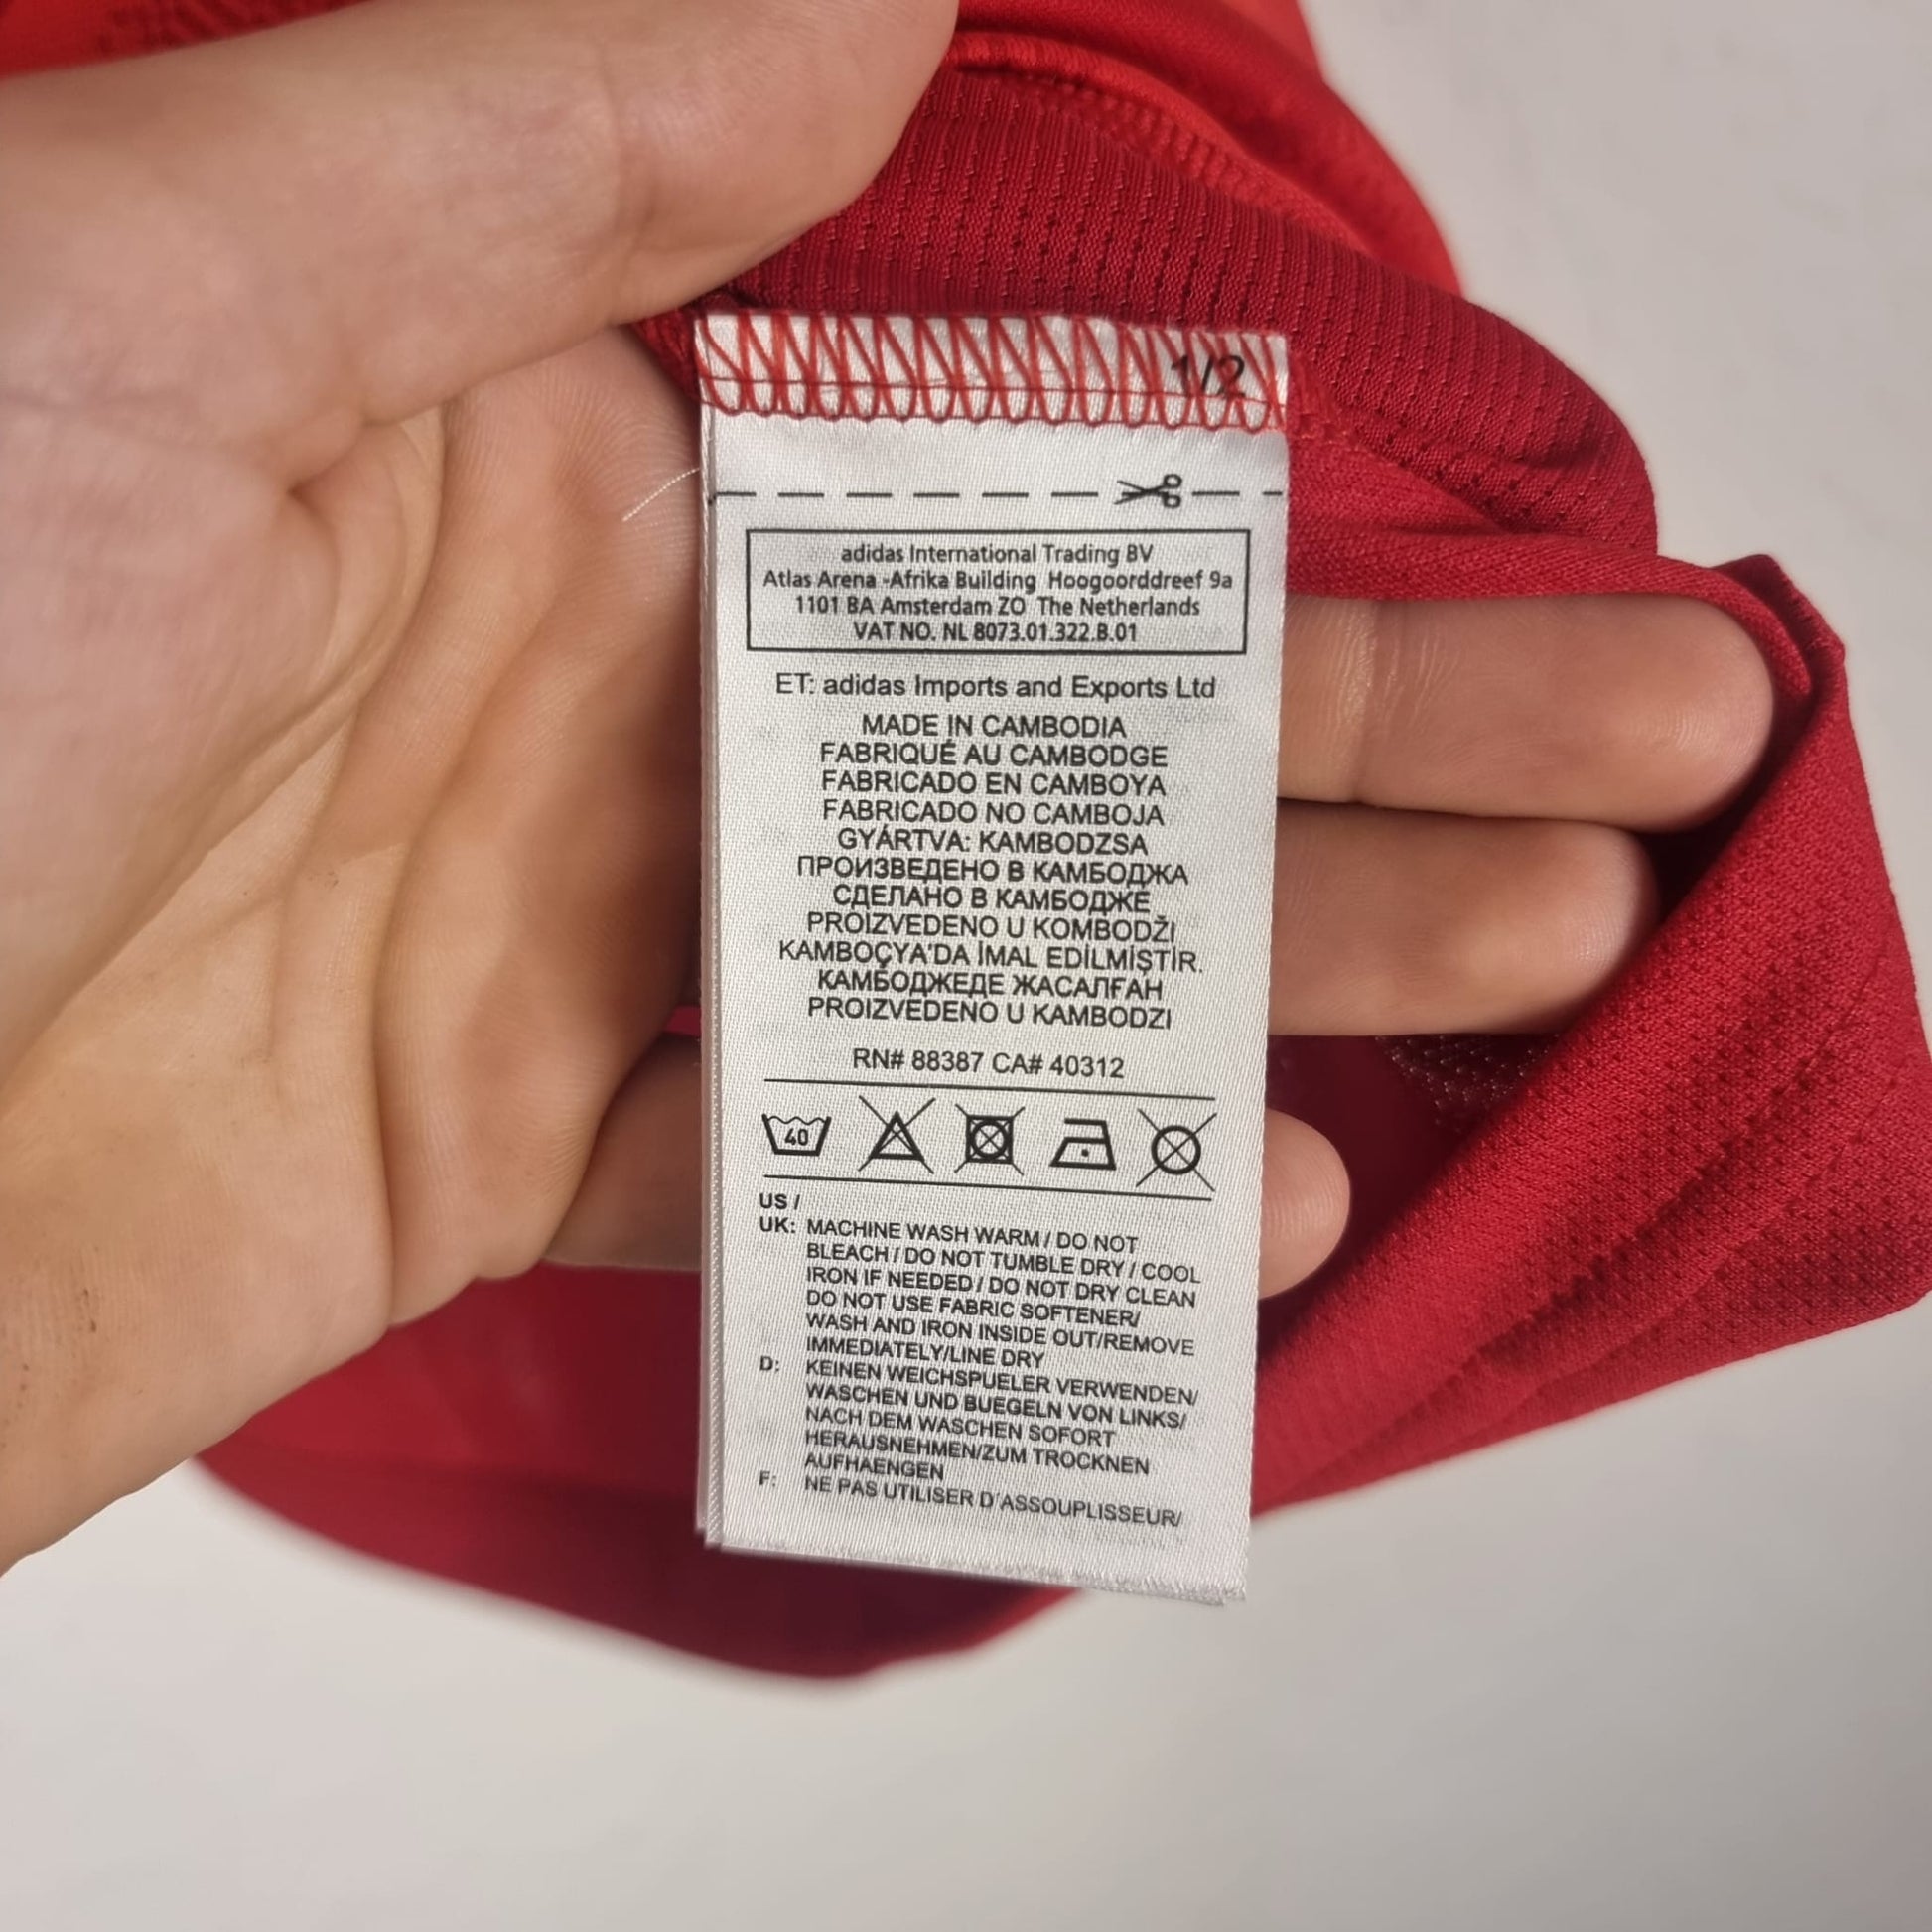 1/2
adidas International Trading BV
Atlas Arena -Afrika Building Hoogoorddreef 9a
1101 BA Amsterdam ZO The Netherlands
VAT NO. NL 8073.01.322.B.01
ET: adidas Imports and Exports Ltd
MADE IN CAMBODIA
FABRIQUÉ AU CAMBODGE
FABRICADO EN CAMBOYA
FABRICADO NO CAMBOJA
GYÁRTVA: KAMBODZSA
ПРОИЗВЕДЕНО В КАМБОДЖА
СДЕЛАНО В КАМБОДЖЕ
PROIZVEDENO U KOMBODŽI
KAMBOÇYA'DA İMAL EDİLMİŞTİR.
КАМБОДЖЕДЕ ЖАСАЛҒАН
PROIZVEDENO U KAMBODZI
RN# 88387 CA# 40312
40
US /
UK: MACHINE WASH WARM / DO NOT
BLEACH / DO NOT TUMBLE DRY / COOL
IRON IF NEEDED / DO NOT DRY CLEAN
DO NOT USE FABRIC SOFTENER/
WASH AND IRON INSIDE OUT/REMOVE
IMMEDIATELY/LINE DRY
D: KEINEN WEICHSPUELER VERWENDEN/
WASCHEN UND BUEGELN VON LINKS/
NACH DEM WASCHEN SOFORT
HERAUSNEHMEN/ZUM TROCKNEN
AUFHAENGEN
F: NE PAS UTILISER D'ASSOUPLISSEUR/